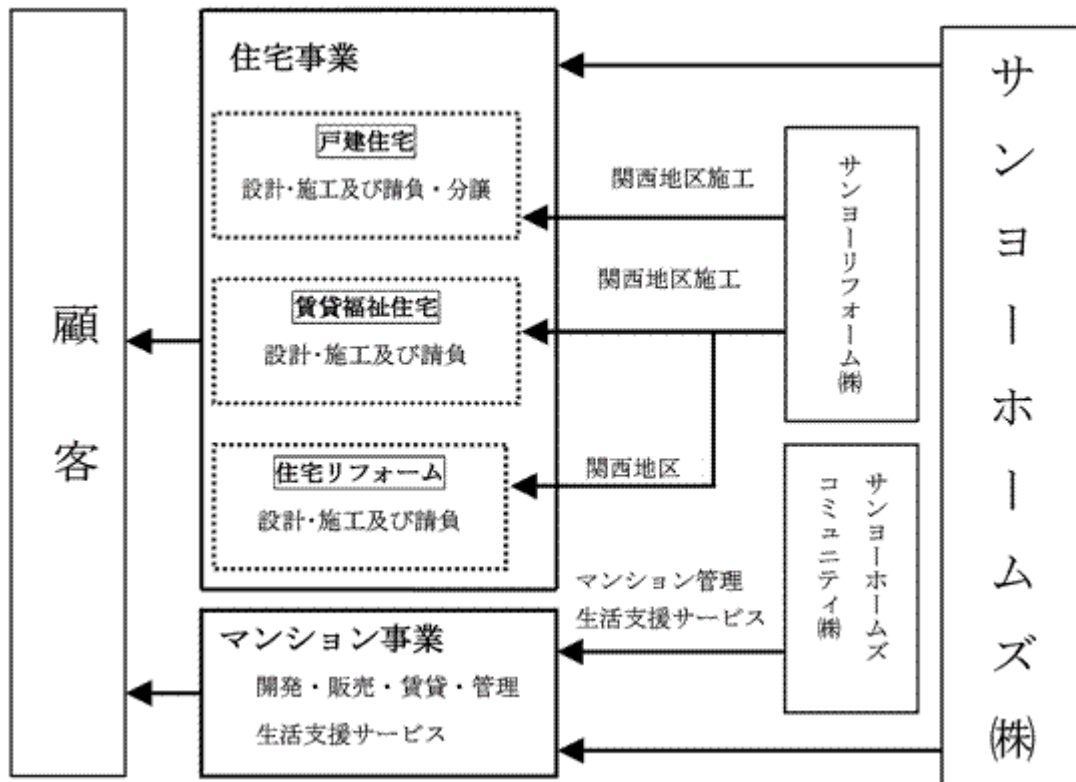 顧客
住宅事業
戸建住宅
設計・施工及び請負・分譲
賃貸福祉住宅
設計・施工及び請負
住宅リフォーム
設計・施工及び請負
マンション事業
開発・販売・賃貸・管理
生活支援サービス
関西地区施工
関西地区施工
関西地区
マンション管理
生活支援サービス
サンヨーリフォーム㈱
サンヨーホームズ
コミュニティ㈱
サンヨーホームズ㈱